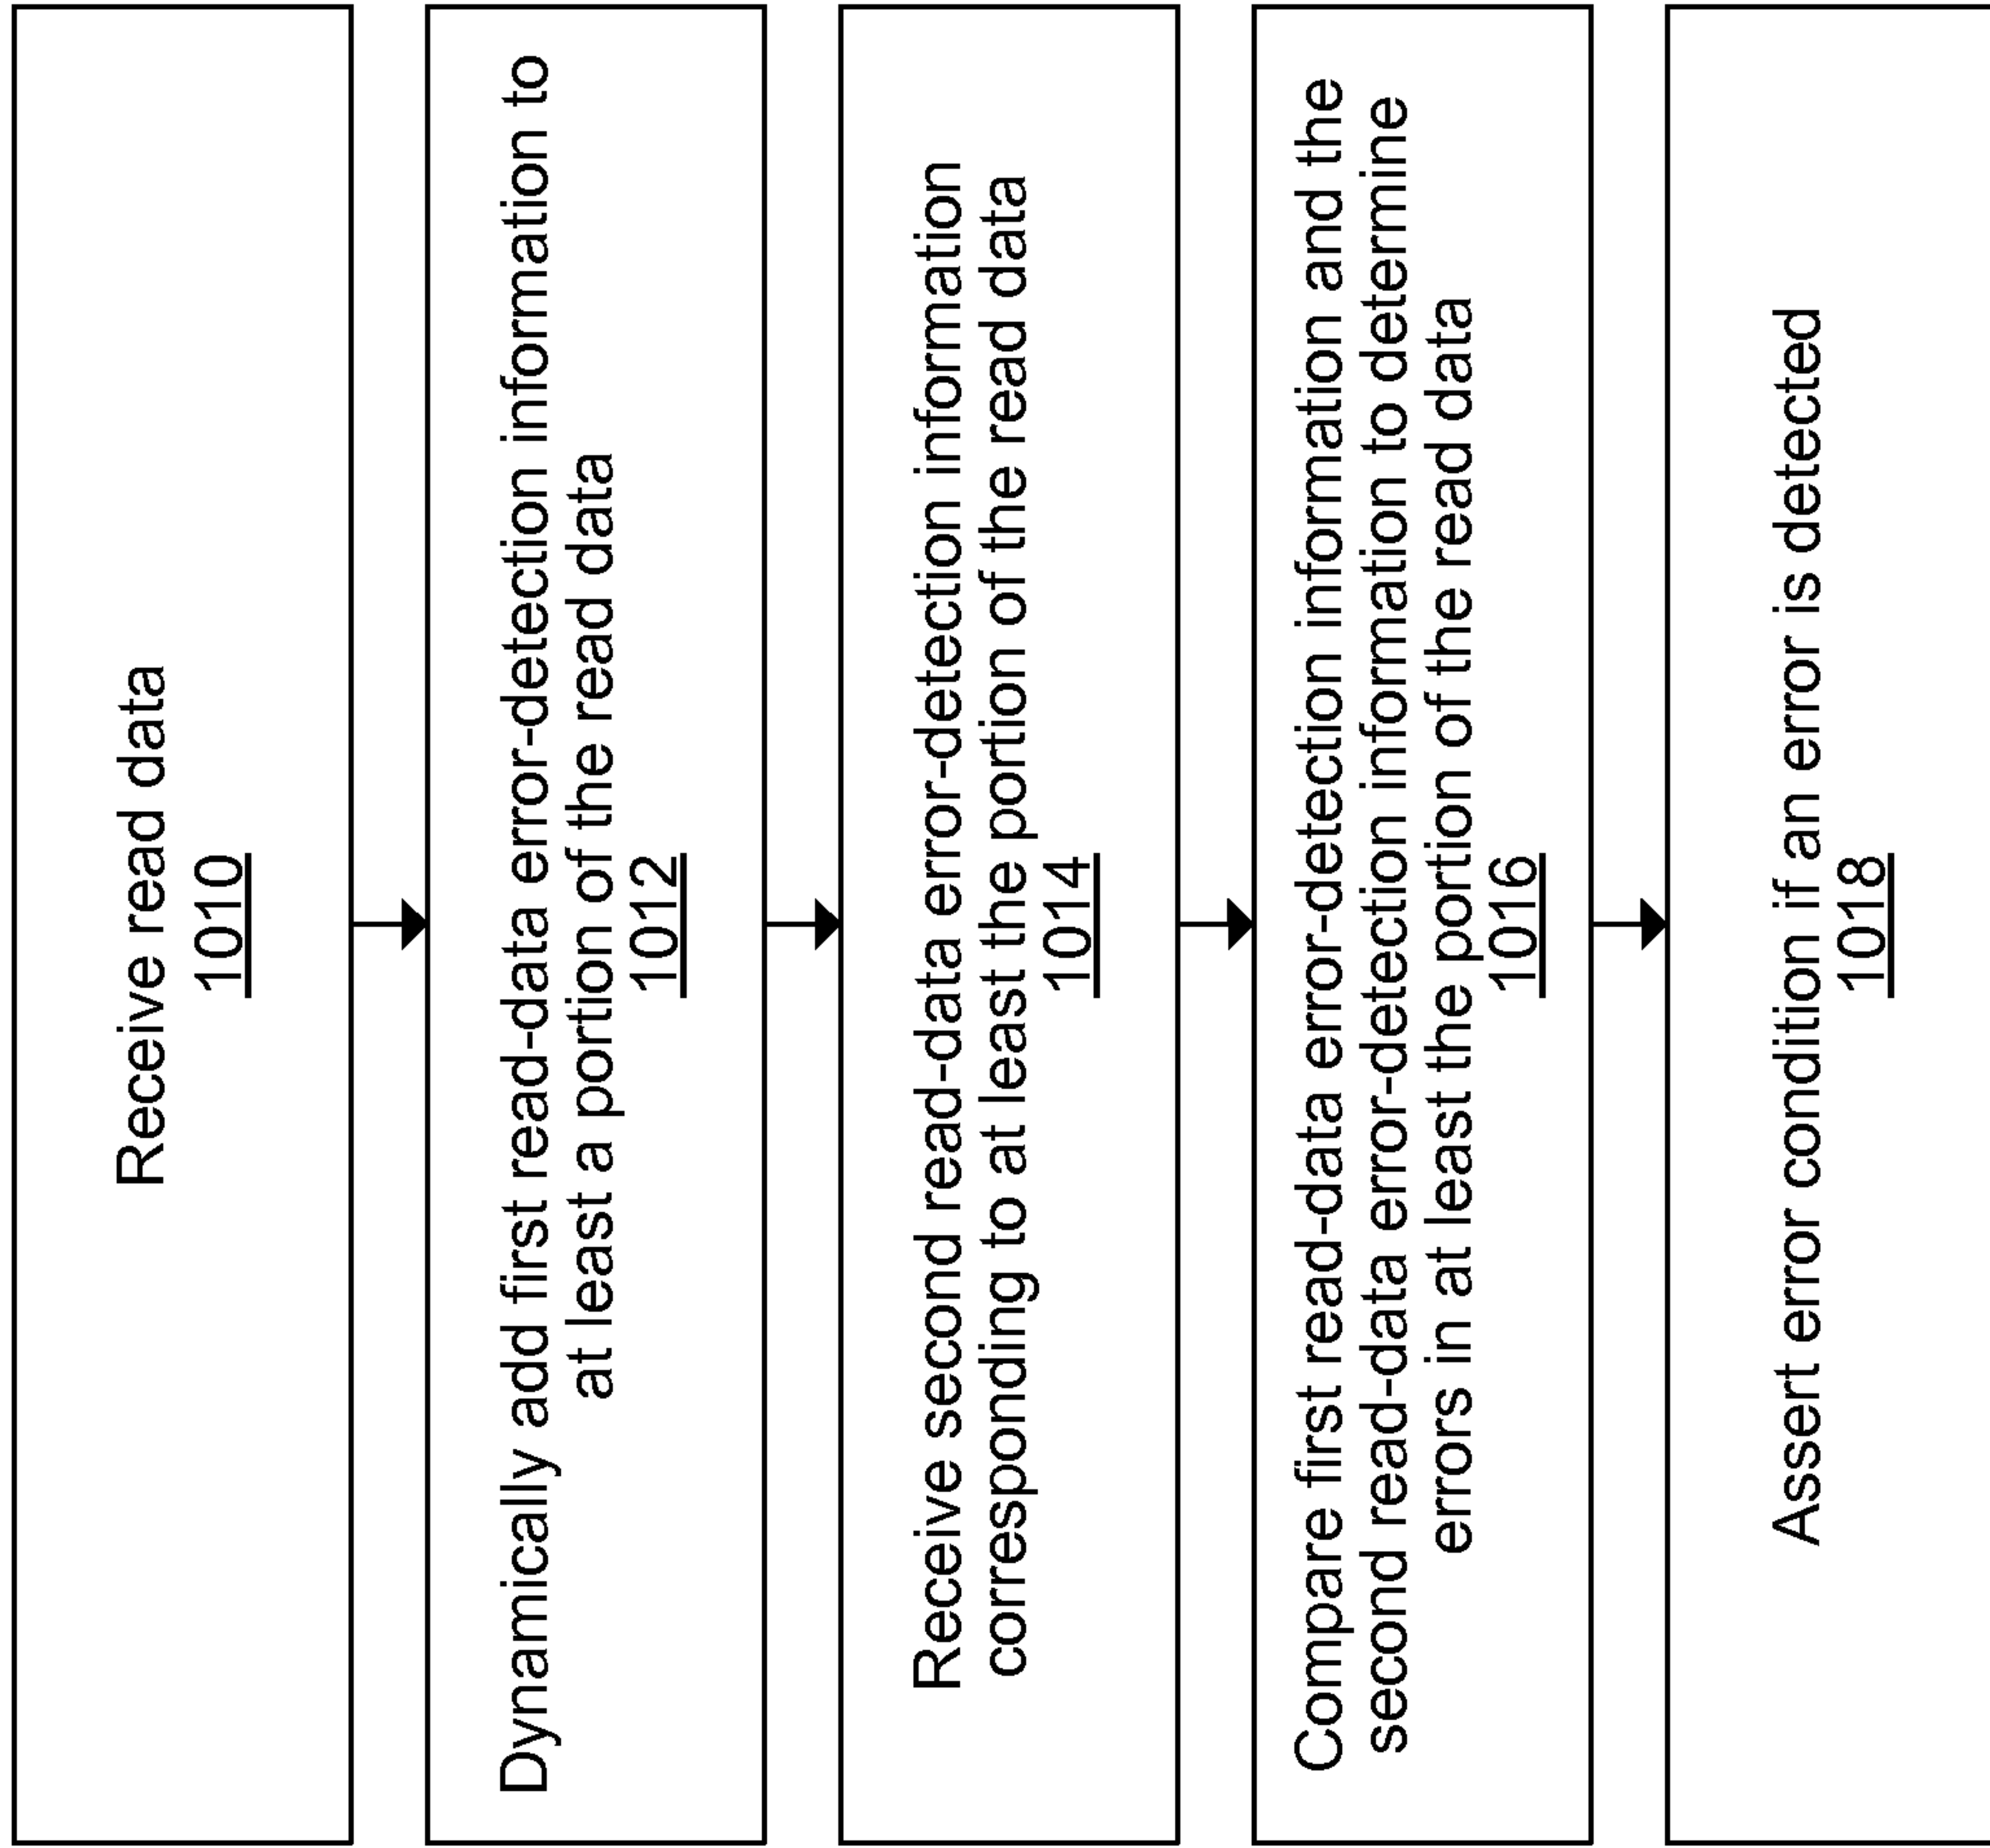 Receive read data
1010
Dynamically add first read-data error-detection information to
at least a portion of the read data
1012
Receive second read-data error-detection information
corresponding to at least the portion of the read data
1014
Compare first read-data error-detection information and the
second read-data error-detection information to determine
errors in at least the portion of the read data
1016
Assert error condition if an error is detected
1018